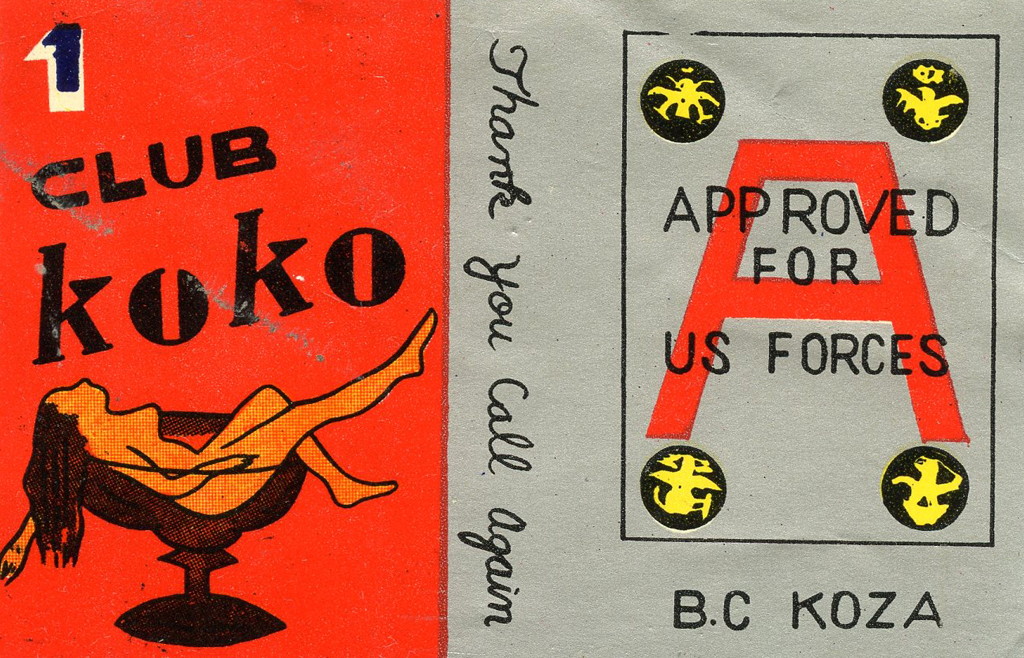 1
CLUB
koko
Thank you Call Again
APPROVED
FOR
US FORCES
B.C KOZA